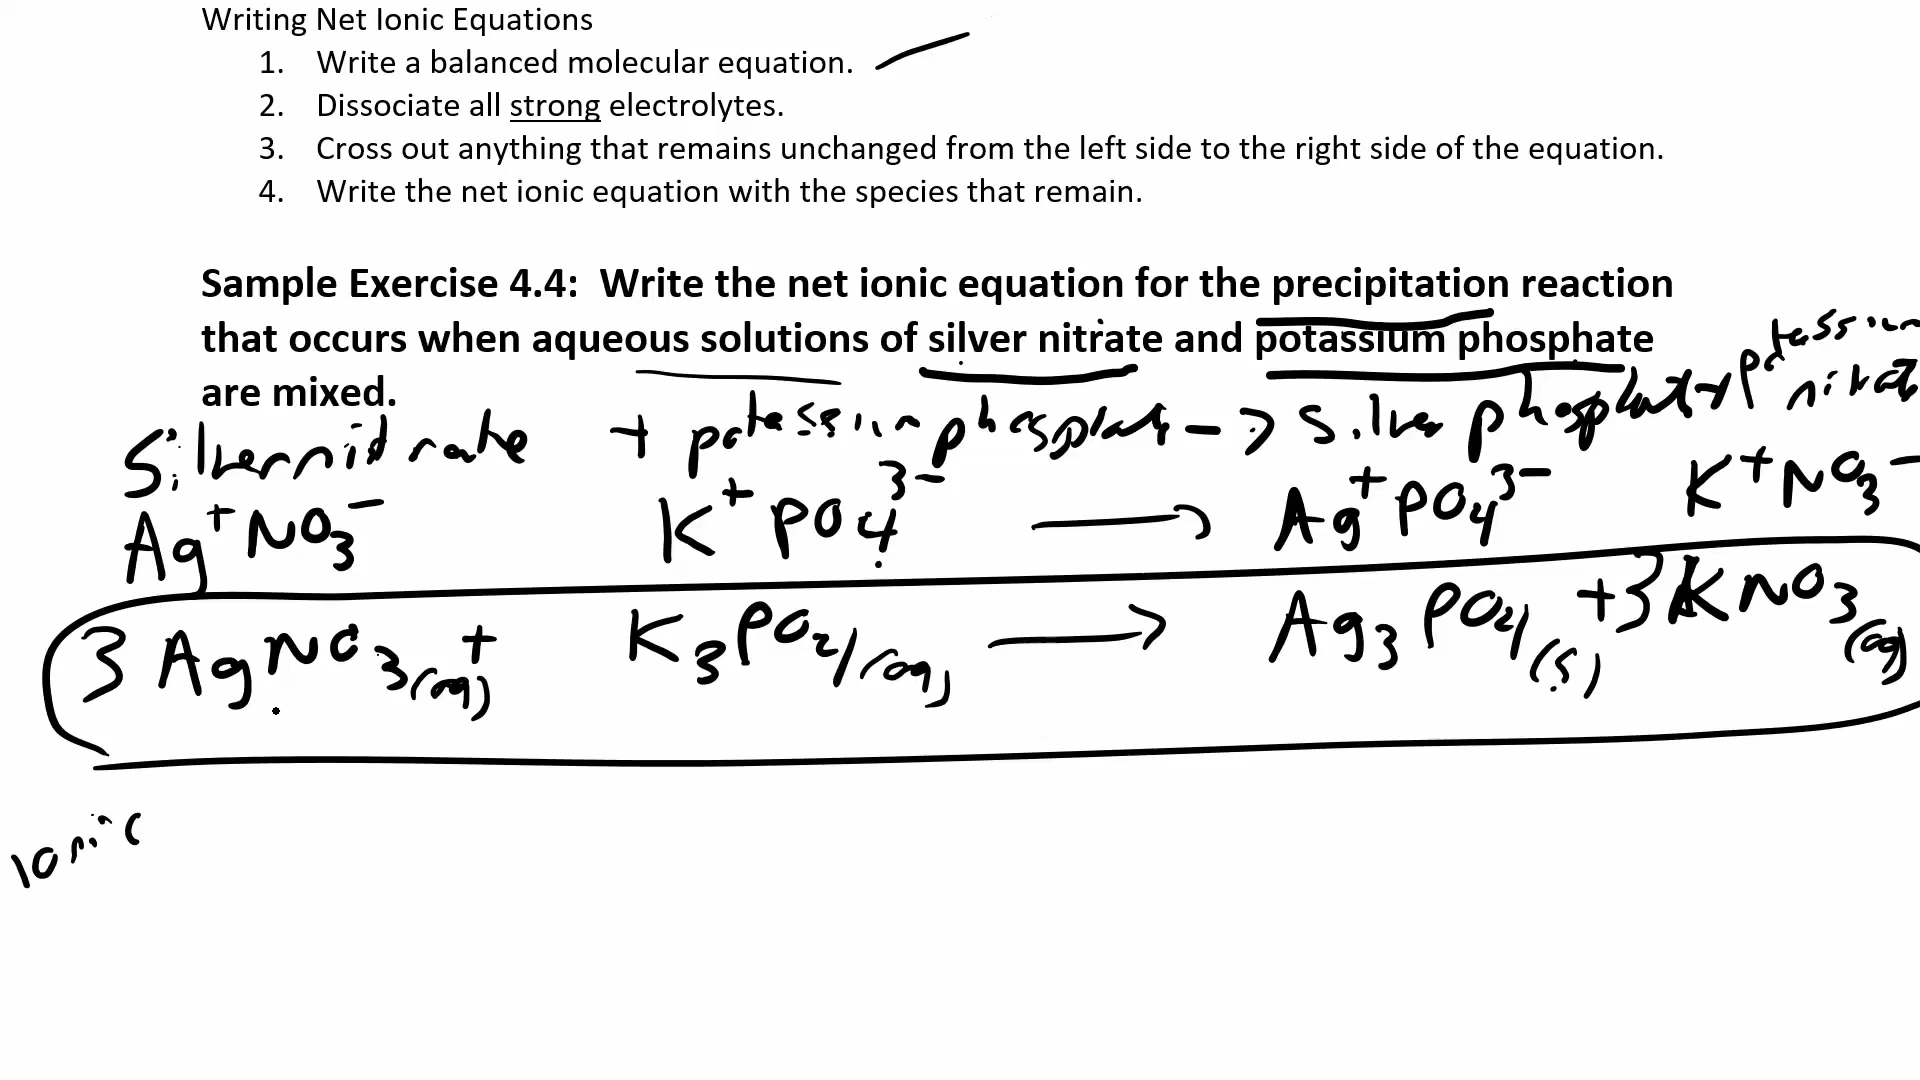 Writing Net Ionic Equations
1. Write a balanced molecular equation.
2. Dissociate all strong electrolytes.
3. Cross out anything that remains unchanged from the left side to the right side of the equation.
4. Write the net ionic equation with the species that remain.
Sample Exercise 4.4: Write the net ionic equation for the precipitation reaction
that occurs when aqueous solutions of silver nitrate and potassium phosphate
are mixed.
Silver nitrate + potassium phosphate -> Silver phosphate + potassium nitrate
Ag⁺ NO₃⁻ K⁺ PO₄³⁻ → Ag⁺ PO₄³⁻ K⁺ NO₃⁻
3 AgNO₃(aq) + K₃PO₄(aq) → Ag₃PO₄(s) + 3KNO₃(aq)
Ionic